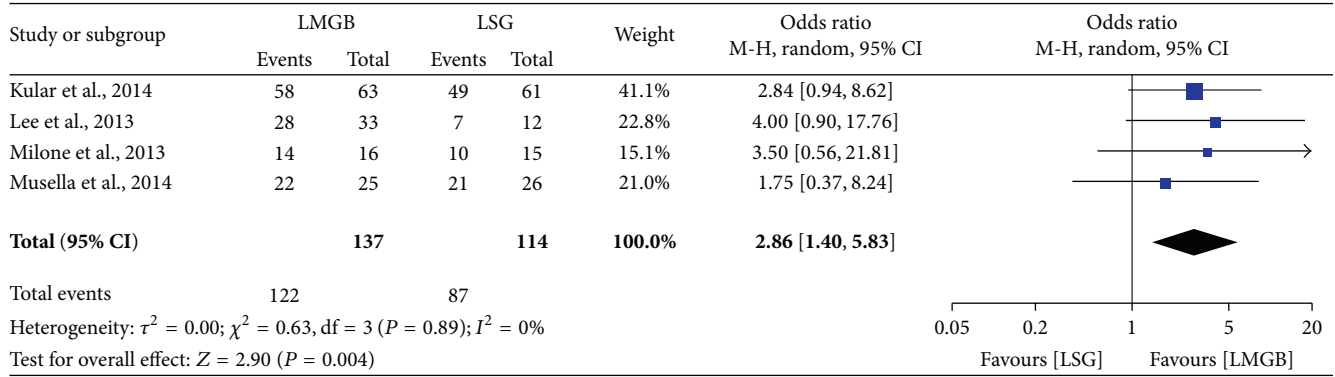 Study or subgroup LMGB LSG Weight Odds ratio M-H, random, 95% CI Odds ratio M-H, random, 95% CI
Events Total Events Total
Kular et al., 2014 58 63 49 61 41.1% 2.84 [0.94, 8.62]
Lee et al., 2013 28 33 7 12 22.8% 4.00 [0.90, 17.76]
Milone et al., 2013 14 16 10 15 15.1% 3.50 [0.56, 21.81]
Musella et al., 2014 22 25 21 26 21.0% 1.75 [0.37, 8.24]
Total (95% CI) 137 114 100.0% 2.86 [1.40, 5.83]
Total events 122 87
Heterogeneity: τ² = 0.00; χ² = 0.63, df = 3 (P = 0.89); I² = 0%
0.05 0.2 1 5 20
Test for overall effect: Z = 2.90 (P = 0.004)
Favours [LSG] Favours [LMGB]